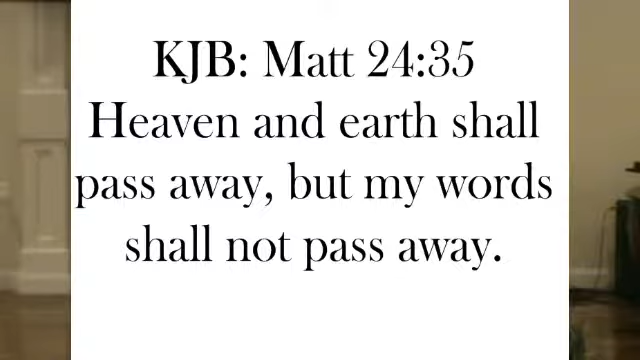 KJB: Matt 24:35
Heaven and earth shall
pass away, but my words
shall not pass away.